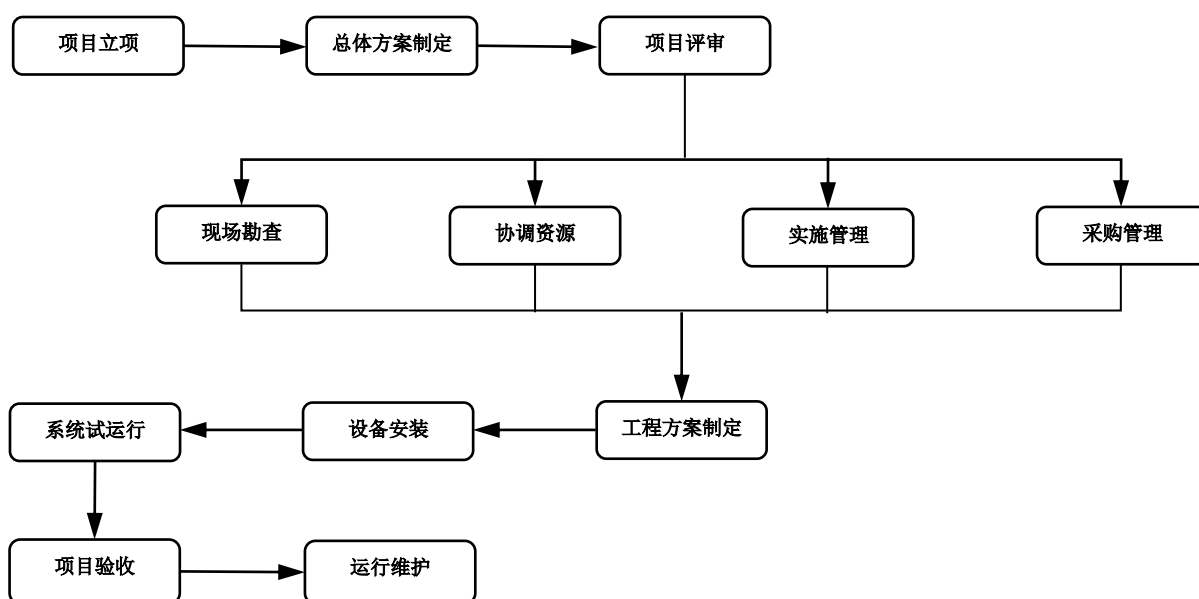 项目立项
总体方案制定
项目评审
现场勘查
协调资源
实施管理
采购管理
系统试运行
设备安装
工程方案制定
项目验收
运行维护